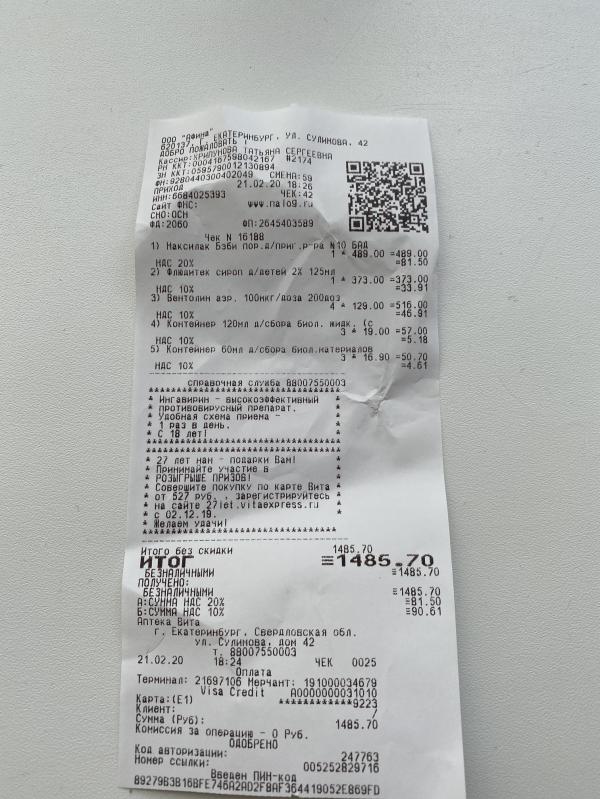 ООО "Афина"
620137, Г. ЕКАТЕРИНБУРГ, УЛ. СУЛИМОВА, 42
ДОБРО ПОЖАЛОВАТЬ !
Кассир:ХРИПУНОВА ТАТЬЯНА СЕРГЕЕВНА
РН ККТ:0004167598042167 #2174
ЗН ККТ:0595790012130894
ФН:9280440300402049 СМЕНА:59
ПРИХОД 21.02.20 18:26
ИНН:6684025393 ЧЕК:42
Сайт ФНС: www.nalog.ru
СНО:ОСН
ФД:2060 ФП:2645403589
Чек N 16188
1) Максилак Бэби пор.д/приг.р-ра N10 БАД
1 * 489.00 =489.00
НДС 20% =81.50
2) Флюдитек сироп д/детей 2% 125мл
1 * 373.00 =373.00
НДС 10% =33.91
3) Вентолин аэр. 100мкг/доза 200доз
4 * 129.00 =516.00
НДС 10% =46.91
4) Контейнер 120мл д/сбора биол. жидк. (с
3 * 19.00 =57.00
НДС 10% =5.18
5) Контейнер 60мл д/сбора биол.материалов
3 * 16.90 =50.70
НДС 10% =4.61
справочная служба 88007550003
* Ингавирин - высокоэффективный *
* противовирусный препарат. *
* Удобная схема приема - *
* 1 раз в день. *
* С 18 лет! *
* 27 лет нам - подарки Вам! *
* Принимайте участие в *
* РОЗЫГРЫШЕ ПРИЗОВ! *
* Совершите покупку по карте Вита *
* от 527 руб. , зарегистрируйтесь *
* на сайте 27let.vitaexpress.ru *
* с 02.12.19. *
* Желаем удачи! *
Итого без скидки 1485.70
ИТОГ ≡1485.70
БЕЗНАЛИЧНЫМИ ≡1485.70
ПОЛУЧЕНО:
БЕЗНАЛИЧНЫМИ ≡1485.70
А:СУММА НДС 20% ≡81.50
Б:СУММА НДС 10% ≡90.61
Аптека Вита
г. Екатеринбург, Свердловская обл.
ул. Сулимова, дом 42
т. 88007550003
21.02.20 18:24 ЧЕК 0025
Оплата
Терминал: 21697106 Мерчант: 191000034679
Visa Credit A0000000031010
Карта:(E1) ************9223
Клиент: /
Сумма (Руб): 1485.70
Комиссия за операцию - 0 Руб.
ОДОБРЕНО
Код авторизации: 247763
Номер ссылки: 005252829716
Введен ПИН-код
89279B3B16BFE746A2AD2F8AF364419052E869FD